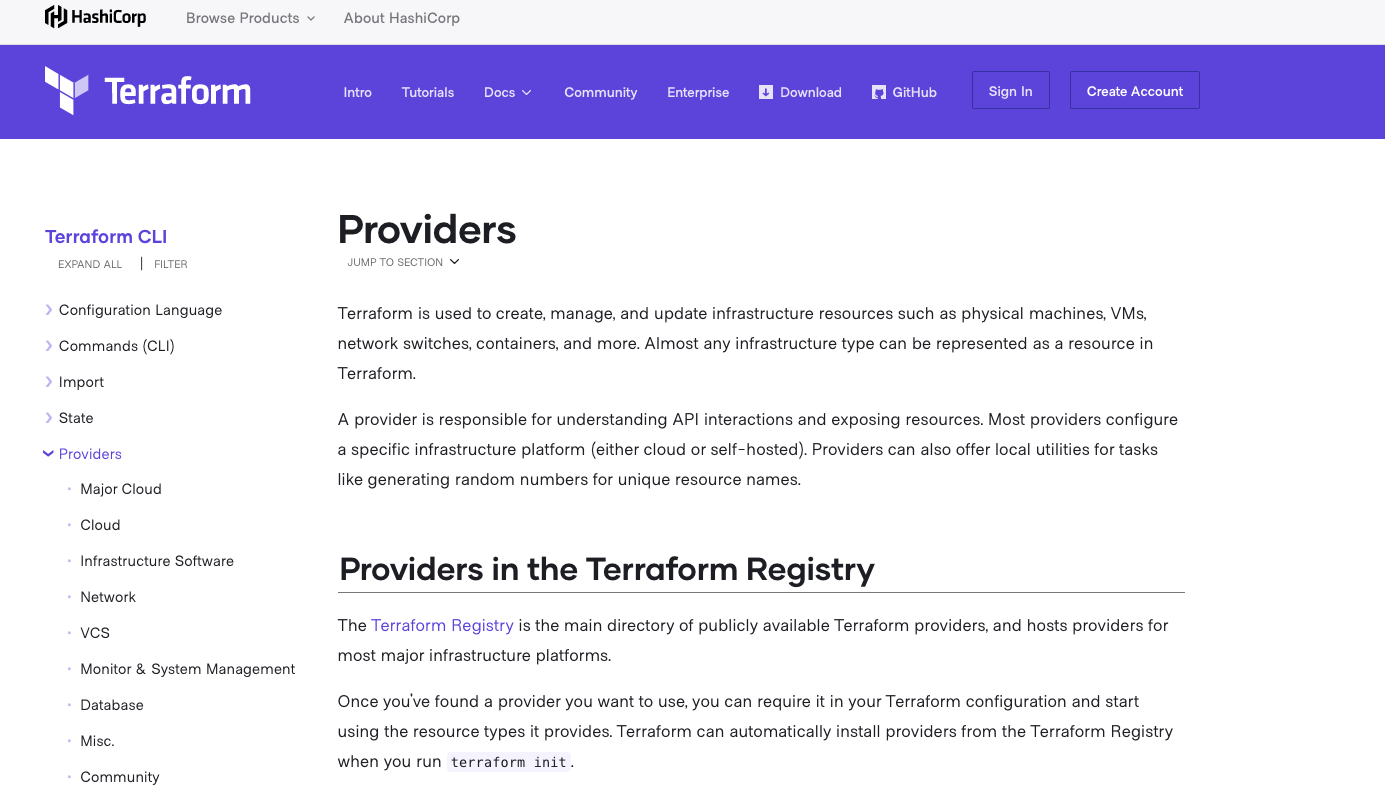 HashiCorp
Browse Products
About HashiCorp
Terraform
Intro
Tutorials
Docs
Community
Enterprise
Download
GitHub
Sign In
Create Account
Terraform CLI
EXPAND ALL | FILTER
Configuration Language
Commands (CLI)
Import
State
Providers
Major Cloud
Cloud
Infrastructure Software
Network
VCS
Monitor & System Management
Database
Misc.
Community
Providers
JUMP TO SECTION
Terraform is used to create, manage, and update infrastructure resources such as physical machines, VMs,
network switches, containers, and more. Almost any infrastructure type can be represented as a resource in
Terraform.
A provider is responsible for understanding API interactions and exposing resources. Most providers configure
a specific infrastructure platform (either cloud or self-hosted). Providers can also offer local utilities for tasks
like generating random numbers for unique resource names.
Providers in the Terraform Registry
The Terraform Registry is the main directory of publicly available Terraform providers, and hosts providers for
most major infrastructure platforms.
Once you've found a provider you want to use, you can require it in your Terraform configuration and start
using the resource types it provides. Terraform can automatically install providers from the Terraform Registry
when you run terraform init.